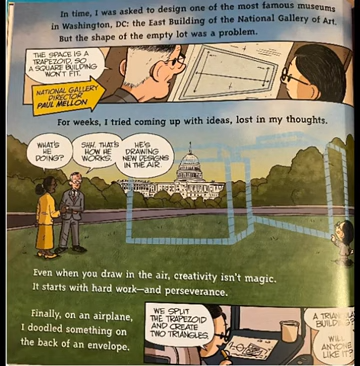 In time, I was asked to design one of the most famous museums
in Washington, DC: the East Building of the National Gallery of Art.
But the shape of the empty lot was a problem.
THE SPACE IS A
TRAPEZOID, SO
A SQUARE BUILDING
WON'T FIT.
NATIONAL GALLERY
DIRECTOR
PAUL MELLON
For weeks, I tried coming up with ideas, lost in my thoughts.
WHAT'S
HE
DOING?
SHH. THAT'S
HOW HE
WORKS.
HE'S
DRAWING
NEW DESIGNS
IN THE AIR.
Even when you draw in the air, creativity isn't magic.
It starts with hard work—and perseverance.
Finally, on an airplane,
I doodled something on
the back of an envelope.
WE SPLIT
THE TRAPEZOID
AND CREATE
TWO TRIANGLES.
A
BUILDING?
WILL
ANYONE
LIKE IT?